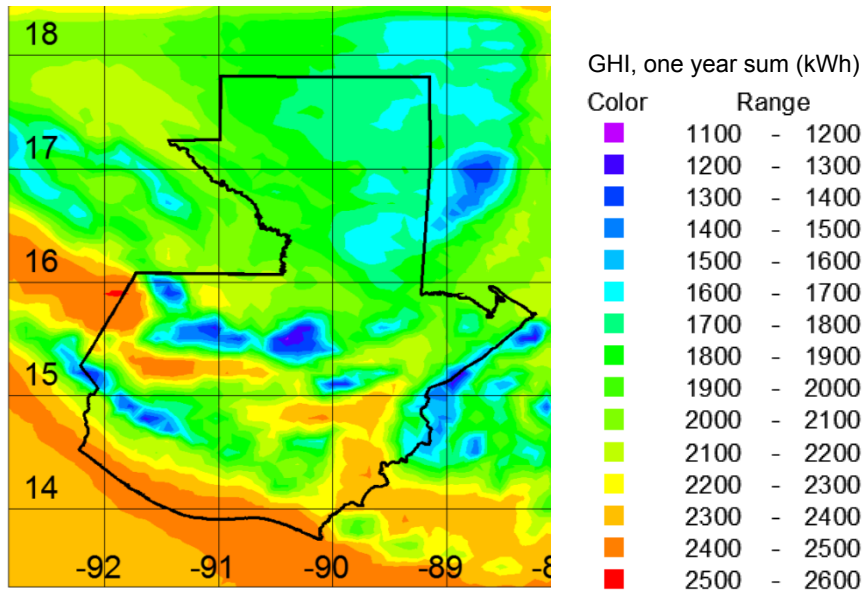 18
17
16
15
14
-92 -91 -90 -89 -8
GHI, one year sum (kWh)
Color Range
1100 - 1200
1200 - 1300
1300 - 1400
1400 - 1500
1500 - 1600
1600 - 1700
1700 - 1800
1800 - 1900
1900 - 2000
2000 - 2100
2100 - 2200
2200 - 2300
2300 - 2400
2400 - 2500
2500 - 2600